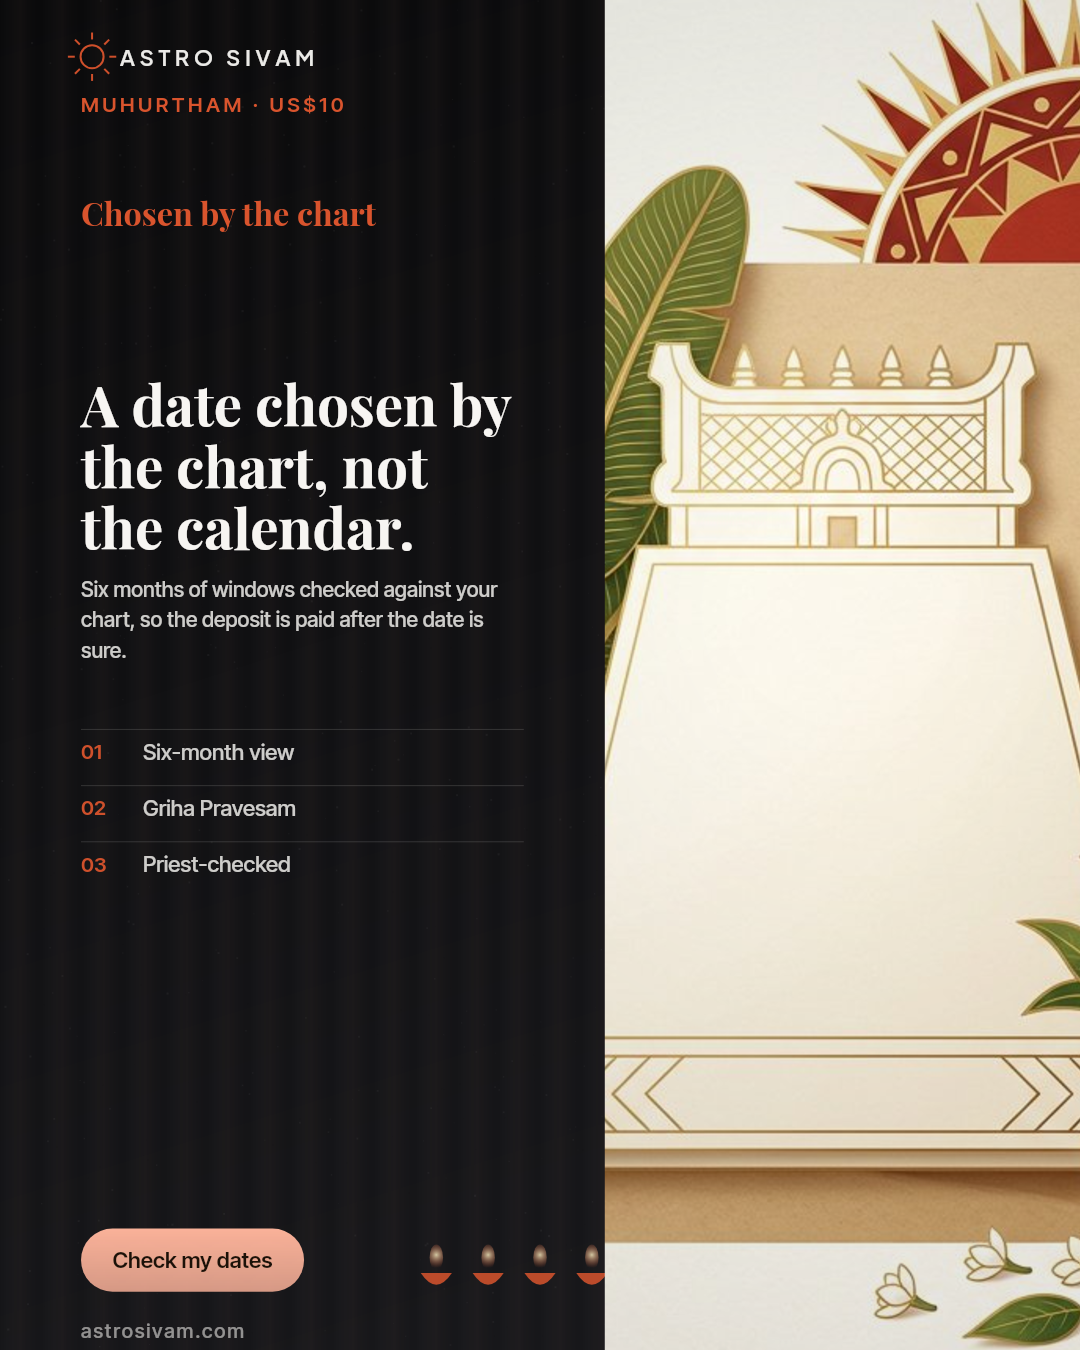 ASTRO SIVAM
MUHURTHAM · US$10
Chosen by the chart
A date chosen by
the chart, not
the calendar.
Six months of windows checked against your
chart, so the deposit is paid after the date is
sure.
01 Six-month view
02 Griha Pravesam
03 Priest-checked
Check my dates
astrosivam.com